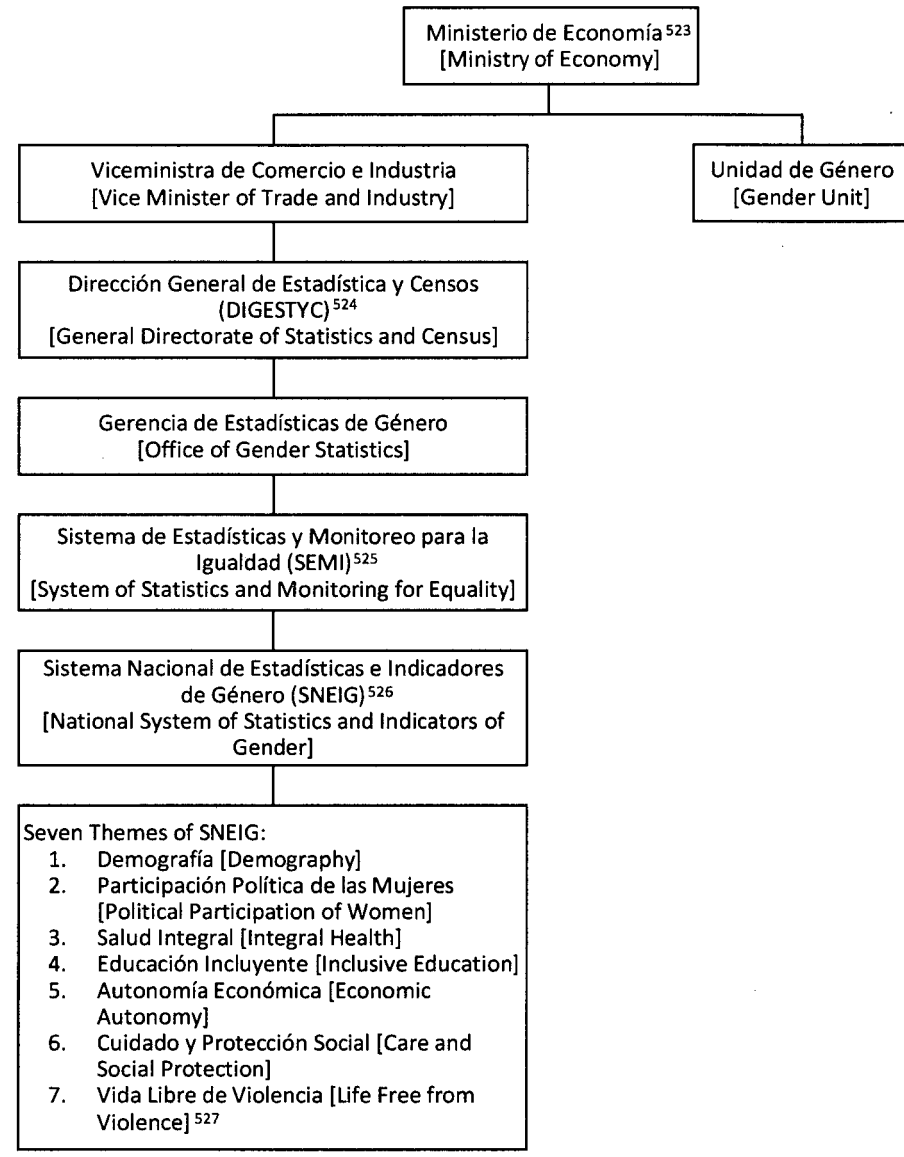 Ministerio de Economía 523
[Ministry of Economy]
Viceministra de Comercio e Industria
[Vice Minister of Trade and Industry]
Unidad de Género
[Gender Unit]
Dirección General de Estadística y Censos
(DIGESTYC) 524
[General Directorate of Statistics and Census]
Gerencia de Estadísticas de Género
[Office of Gender Statistics]
Sistema de Estadísticas y Monitoreo para la
Igualdad (SEMI) 525
[System of Statistics and Monitoring for Equality]
Sistema Nacional de Estadísticas e Indicadores
de Género (SNEIG) 526
[National System of Statistics and Indicators of
Gender]
Seven Themes of SNEIG:
1. Demografía [Demography]
2. Participación Política de las Mujeres
[Political Participation of Women]
3. Salud Integral [Integral Health]
4. Educación Incluyente [Inclusive Education]
5. Autonomía Económica [Economic
Autonomy]
6. Cuidado y Protección Social [Care and
Social Protection]
7. Vida Libre de Violencia [Life Free from
Violence] 527